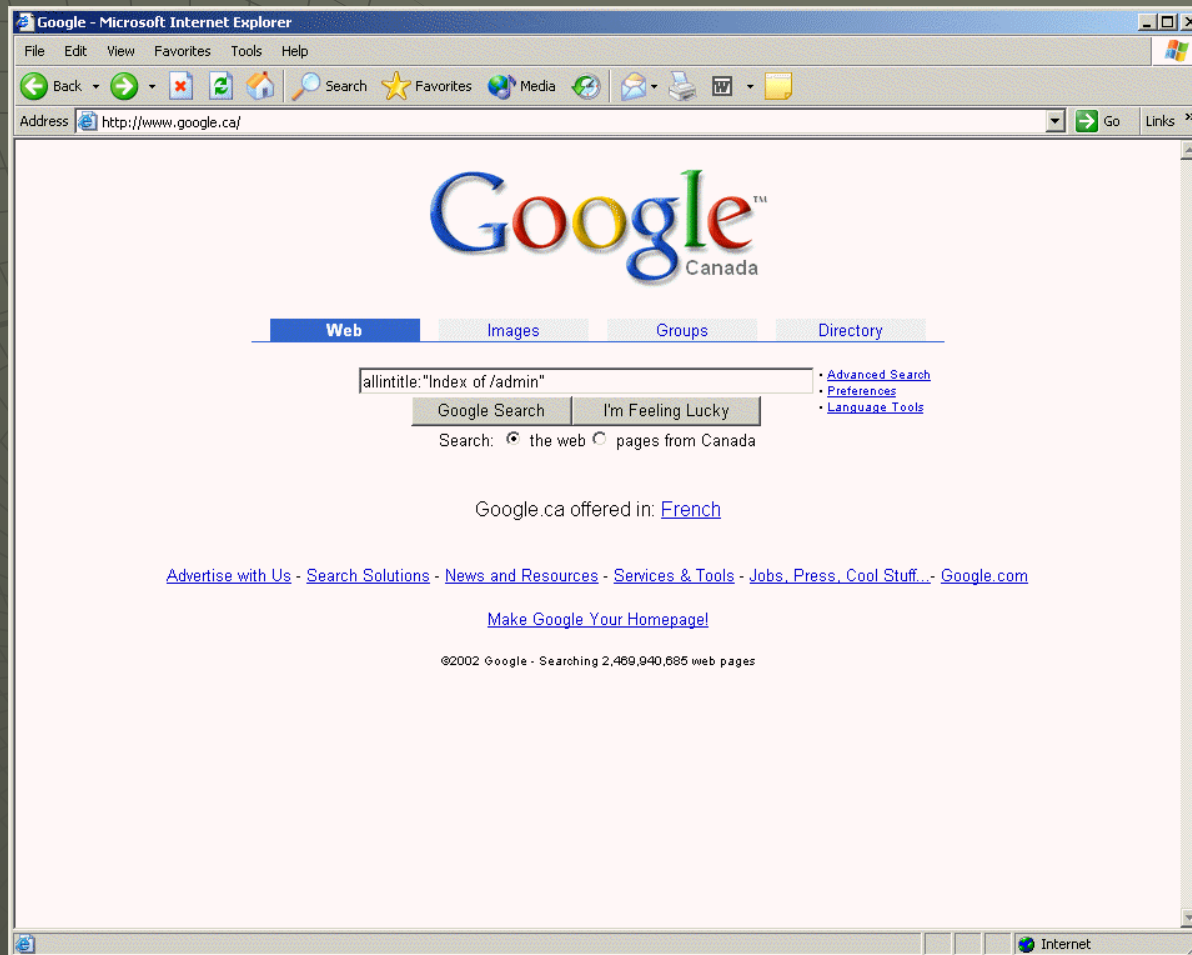 Google - Microsoft Internet Explorer
File Edit View Favorites Tools Help
Back Search Favorites Media
Address http://www.google.ca/ Go Links »
Google™
Canada
Web Images Groups Directory
allintitle:"Index of /admin"
• Advanced Search
• Preferences
• Language Tools
Google Search I'm Feeling Lucky
Search: the web pages from Canada
Google.ca offered in: French
Advertise with Us - Search Solutions - News and Resources - Services & Tools - Jobs, Press, Cool Stuff...- Google.com
Make Google Your Homepage!
©2002 Google - Searching 2,469,940,685 web pages
Internet